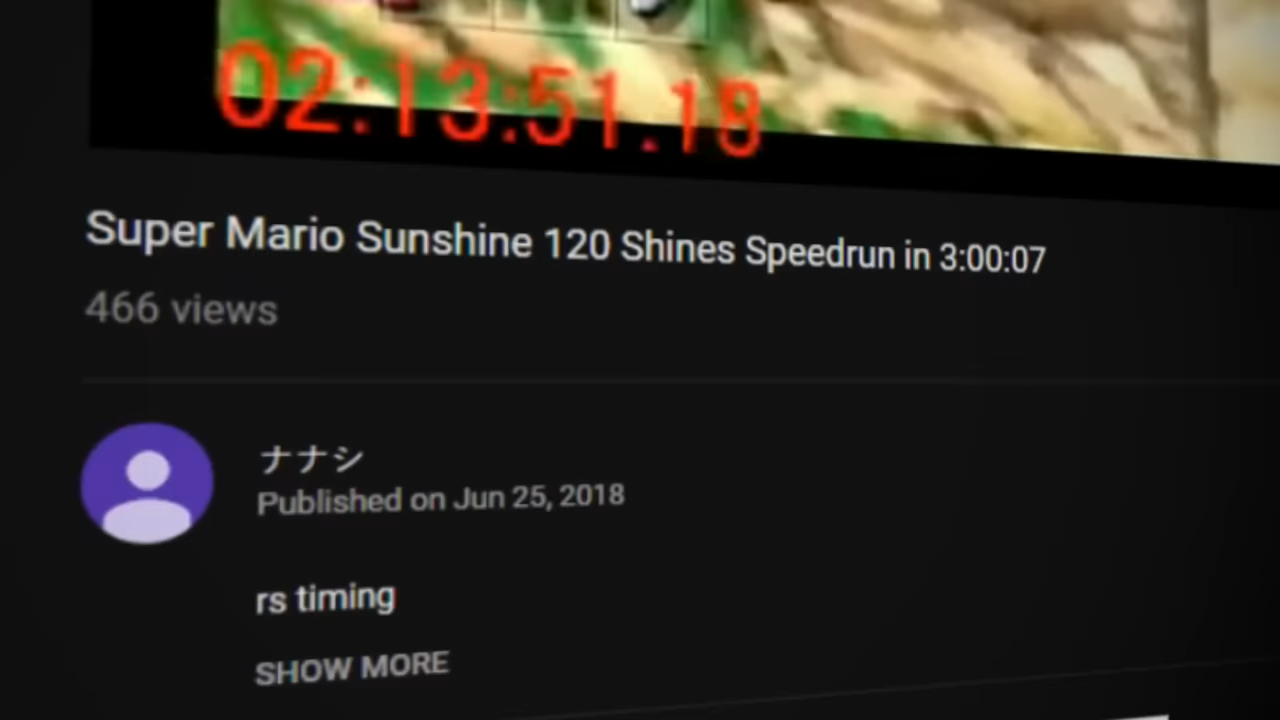 02:13:51.18
Super Mario Sunshine 120 Shines Speedrun in 3:00:07
466 views
ナナシ
Published on Jun 25, 2018
rs timing
SHOW MORE